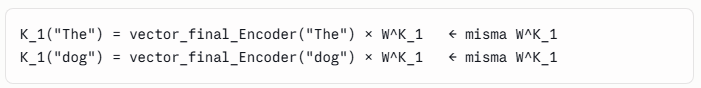 K_1("The") = vector_final_Encoder("The") × W^K_1   ← misma W^K_1
K_1("dog") = vector_final_Encoder("dog") × W^K_1   ← misma W^K_1